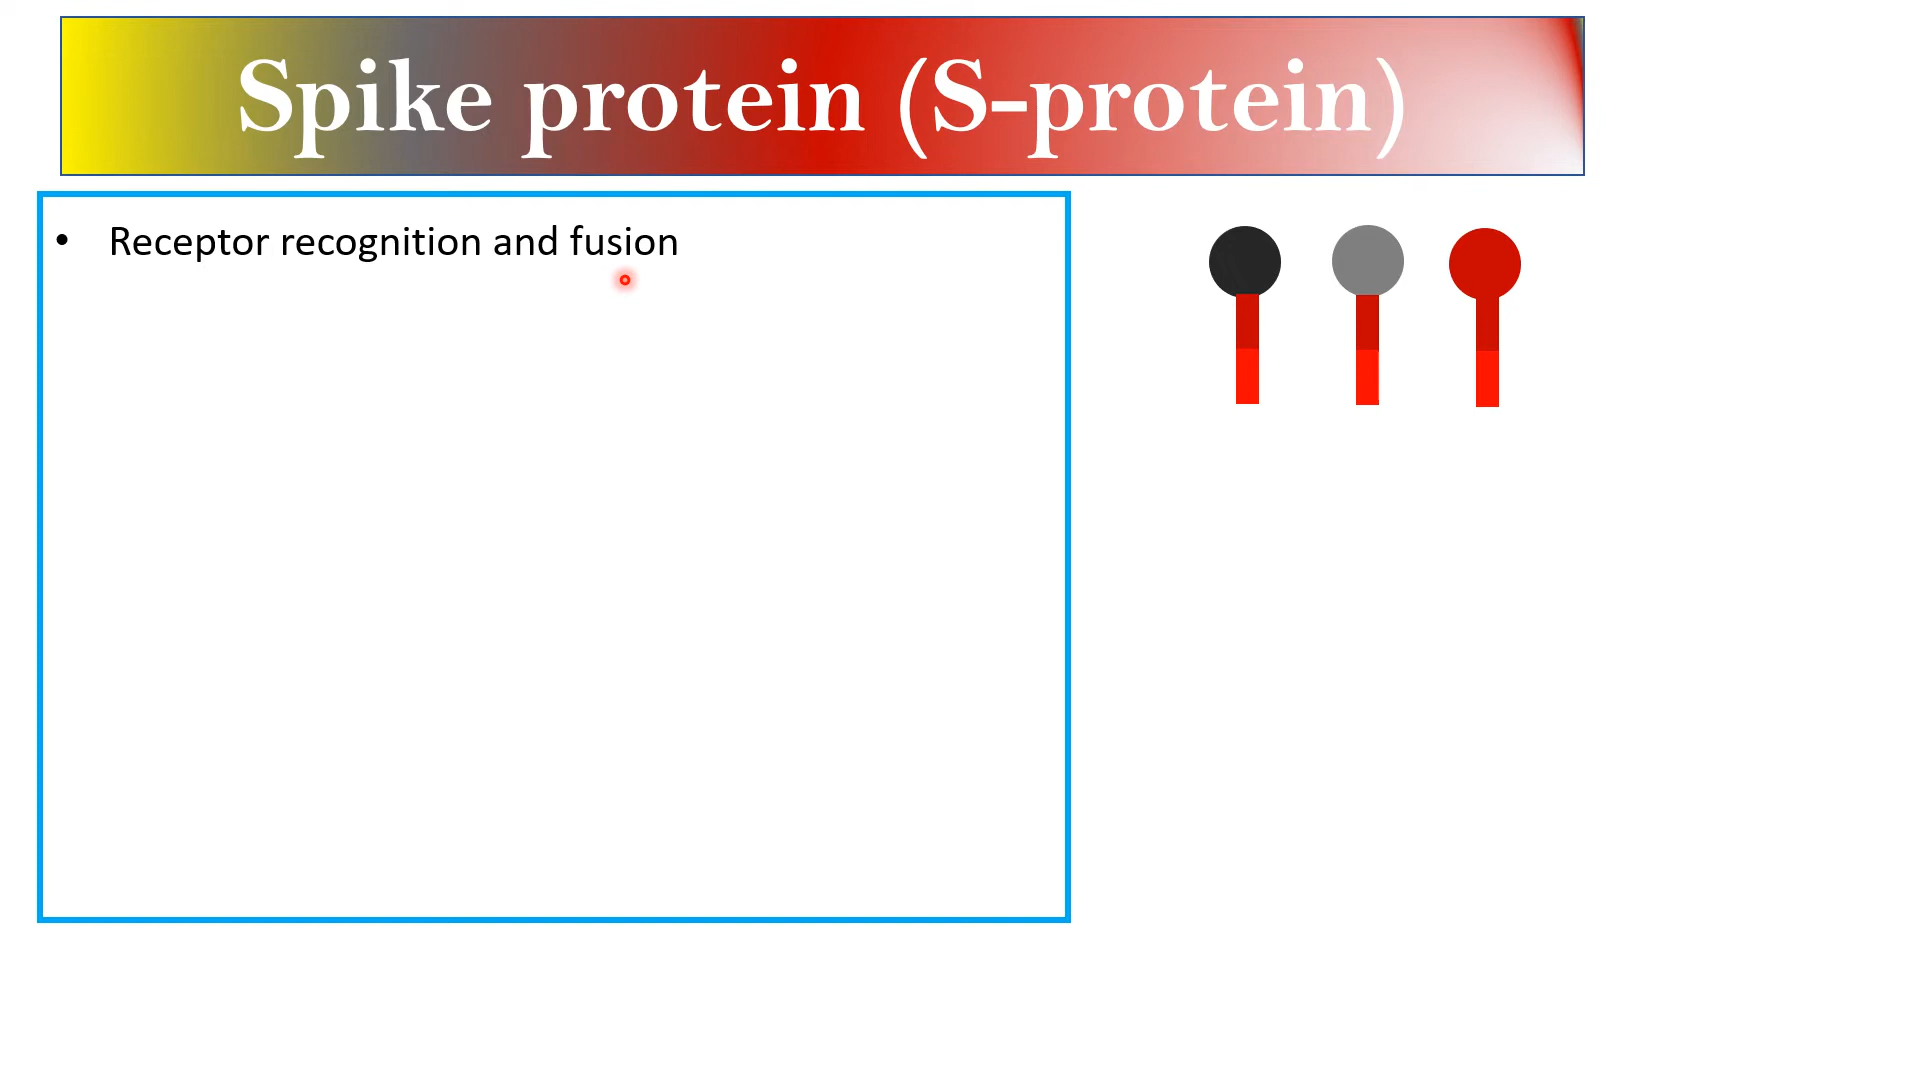 Spike protein (S-protein)
• Receptor recognition and fusion